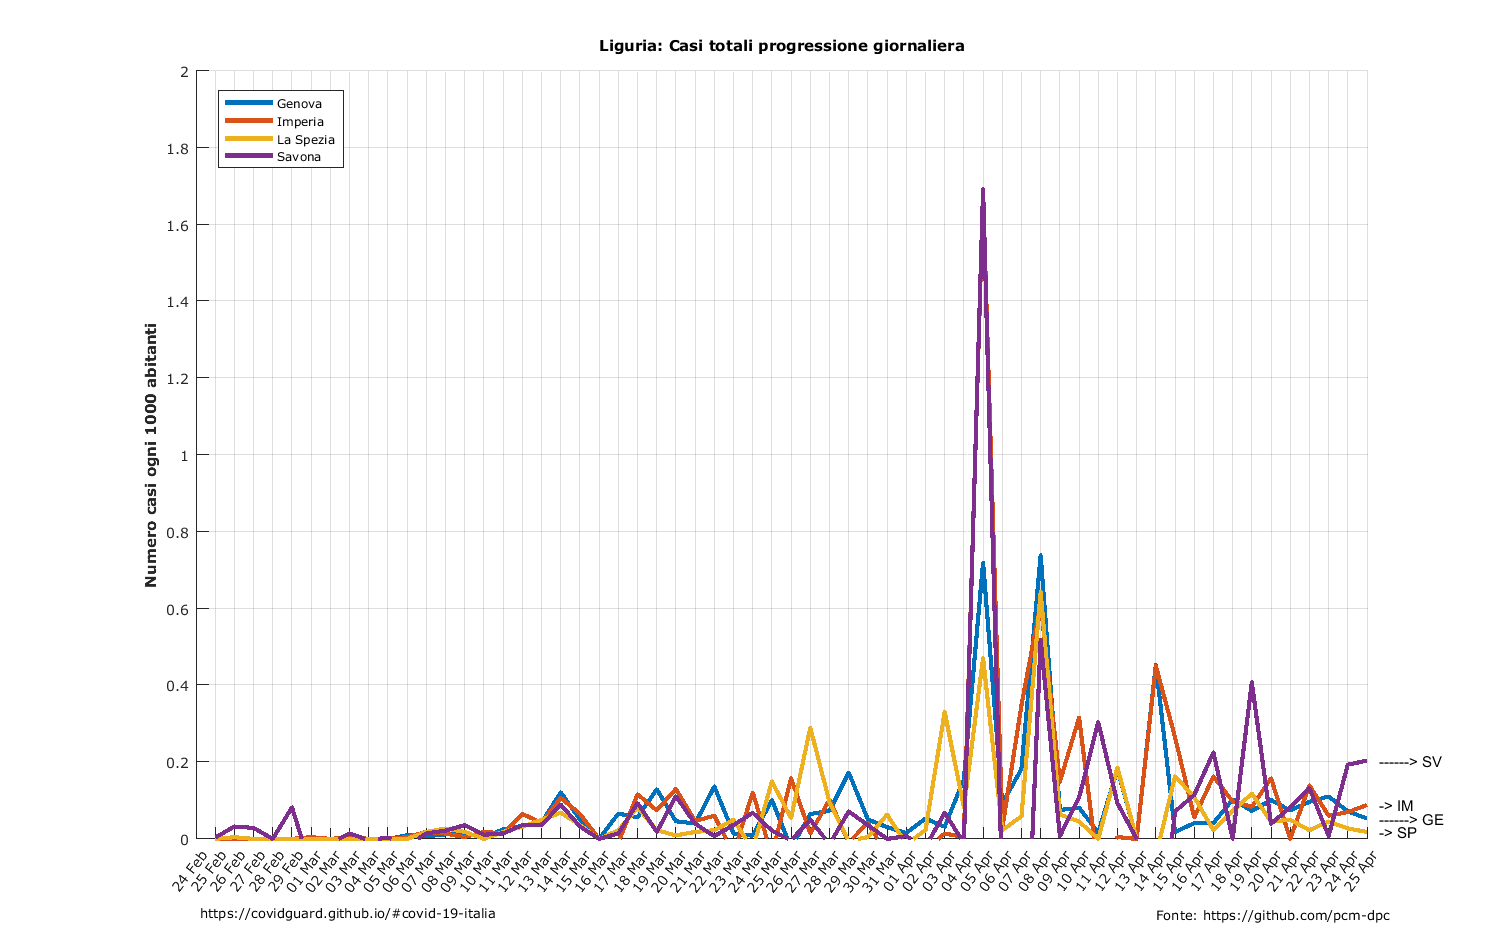 Liguria: Casi totali progressione giornaliera
Numero casi ogni 1000 abitanti
2
1.8
1.6
1.4
1.2
1
0.8
0.6
0.4
0.2
0
Genova
Imperia
La Spezia
Savona
------> SV
-> IM
------> GE
-> SP
24 Feb
25 Feb
26 Feb
27 Feb
28 Feb
29 Feb
01 Mar
02 Mar
03 Mar
04 Mar
05 Mar
06 Mar
07 Mar
08 Mar
09 Mar
10 Mar
11 Mar
12 Mar
13 Mar
14 Mar
15 Mar
16 Mar
17 Mar
18 Mar
19 Mar
20 Mar
21 Mar
22 Mar
23 Mar
24 Mar
25 Mar
26 Mar
27 Mar
28 Mar
29 Mar
30 Mar
31 Mar
01 Apr
02 Apr
03 Apr
04 Apr
05 Apr
06 Apr
07 Apr
08 Apr
09 Apr
10 Apr
11 Apr
12 Apr
13 Apr
14 Apr
15 Apr
16 Apr
17 Apr
18 Apr
19 Apr
20 Apr
21 Apr
22 Apr
23 Apr
24 Apr
25 Apr
https://covidguard.github.io/#covid-19-italia
Fonte: https://github.com/pcm-dpc